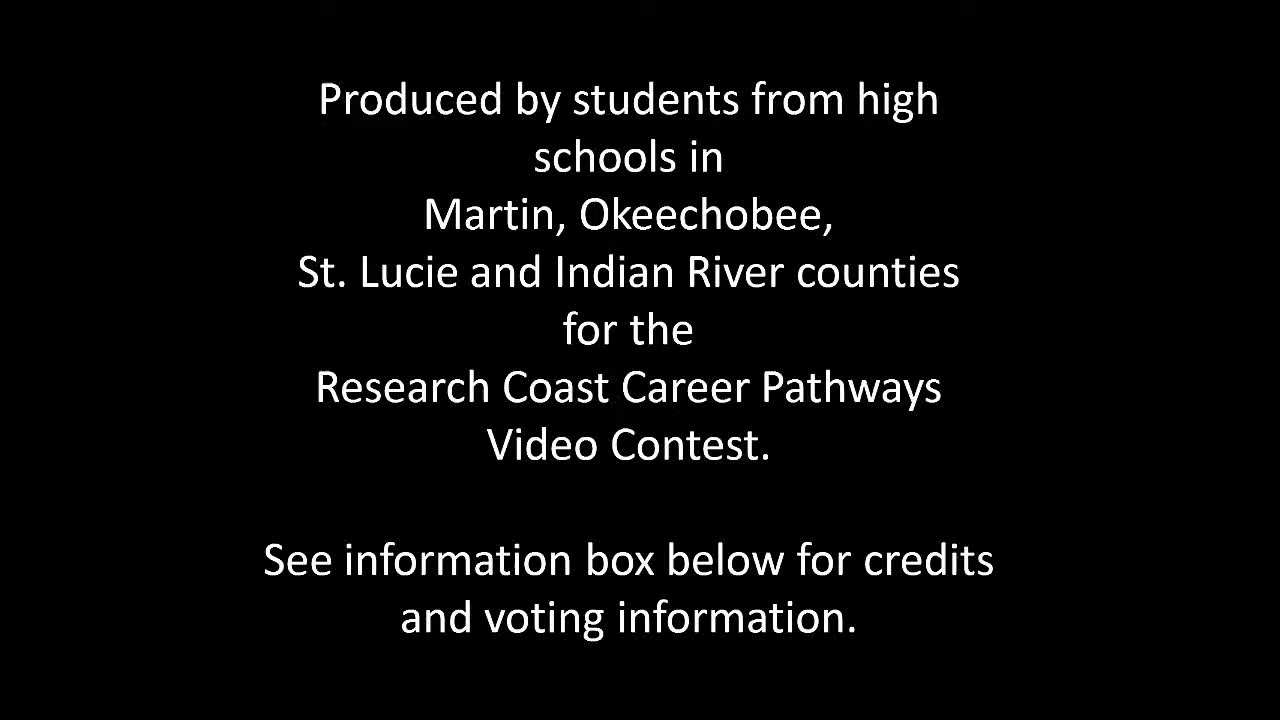 Produced by students from high
schools in
Martin, Okeechobee,
St. Lucie and Indian River counties
for the
Research Coast Career Pathways
Video Contest.
See information box below for credits
and voting information.